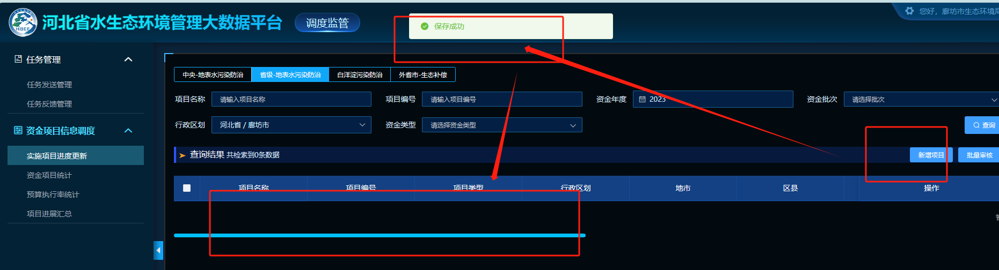 HBEE
河北省水生态环境管理大数据平台
调度监管
保存成功
您好，廊坊市生态环境局
任务管理
任务发送管理
任务反馈管理
资金项目信息调度
实施项目进度更新
资金项目统计
预算执行率统计
项目进展汇总
中央-地表水污染防治 省级-地表水污染防治 白洋淀污染防治 外省市-生态补偿
项目名称 请输入项目名称 项目编号 请输入项目编号 资金年度 2023 资金批次 请选择批次
行政区划 河北省 / 廊坊市 资金类型 请选择资金类型
查询
查询结果 共检索到0条数据
新增项目 批量审核
项目名称 项目编号 项目类型 行政区划 地市 区县 操作